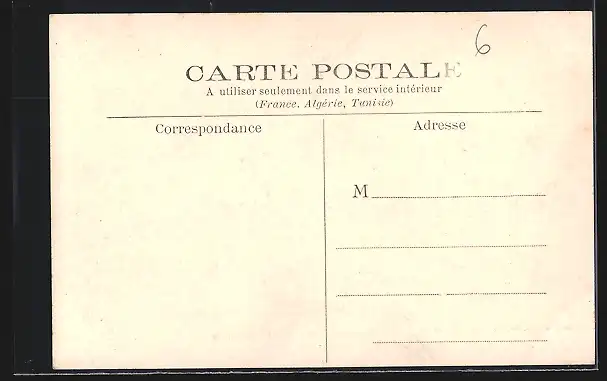 6
CARTE POSTALE
A utiliser seulement dans le service intérieur
(France, Algérie, Tunisie)
Correspondance
Adresse
M